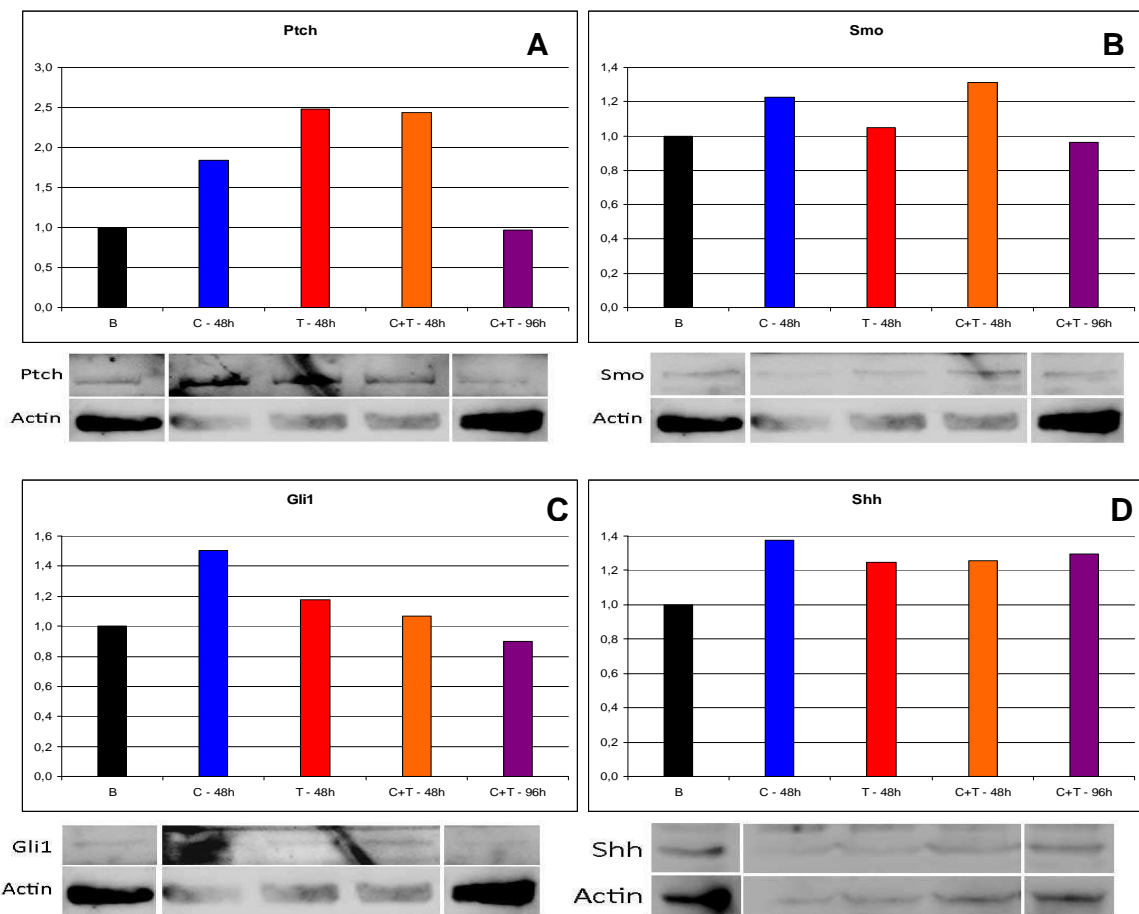 Ptch
A
3,0
2,5
2,0
1,5
1,0
0,5
0,0
B C - 48h T - 48h C+T - 48h C+T - 96h
Ptch
Actin
Smo
B
1,4
1,2
1,0
0,8
0,6
0,4
0,2
0,0
B C - 48h T - 48h C+T - 48h C+T - 96h
Smo
Actin
Gli1
C
1,6
1,4
1,2
1,0
0,8
0,6
0,4
0,2
0,0
B C - 48h T - 48h C+T - 48h C+T - 96h
Gli1
Actin
Shh
D
1,4
1,2
1,0
0,8
0,6
0,4
0,2
0,0
B C - 48h T - 48h C+T - 48h C+T - 96h
Shh
Actin